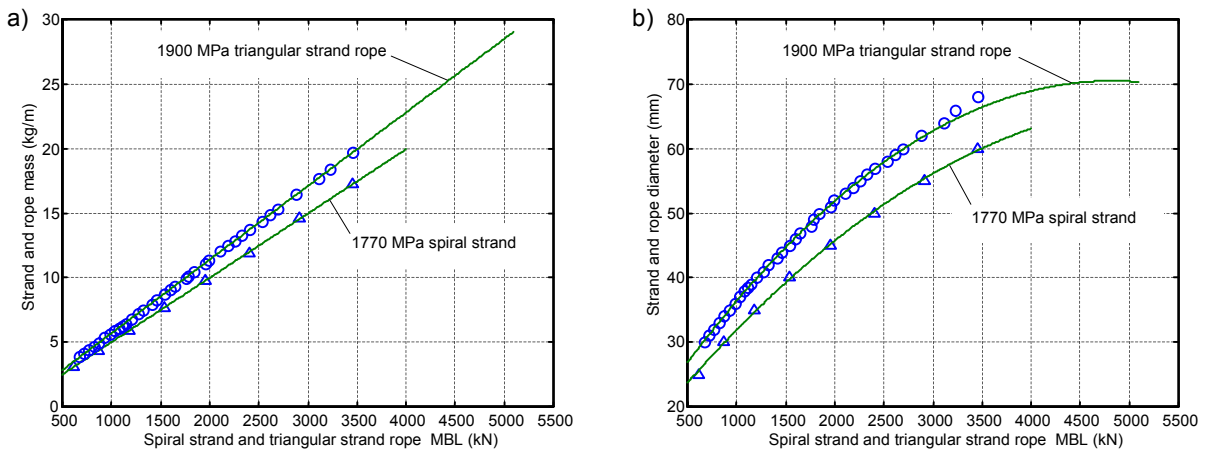 a)
Strand and rope mass (kg/m)
30
25
20
15
10
5
0
1900 MPa triangular strand rope
1770 MPa spiral strand
500 1000 1500 2000 2500 3000 3500 4000 4500 5000 5500
Spiral strand and triangular strand rope MBL (kN)
b)
Strand and rope diameter (mm)
80
70
60
50
40
30
20
1900 MPa triangular strand rope
1770 MPa spiral strand
500 1000 1500 2000 2500 3000 3500 4000 4500 5000 5500
Spiral strand and triangular strand rope MBL (kN)